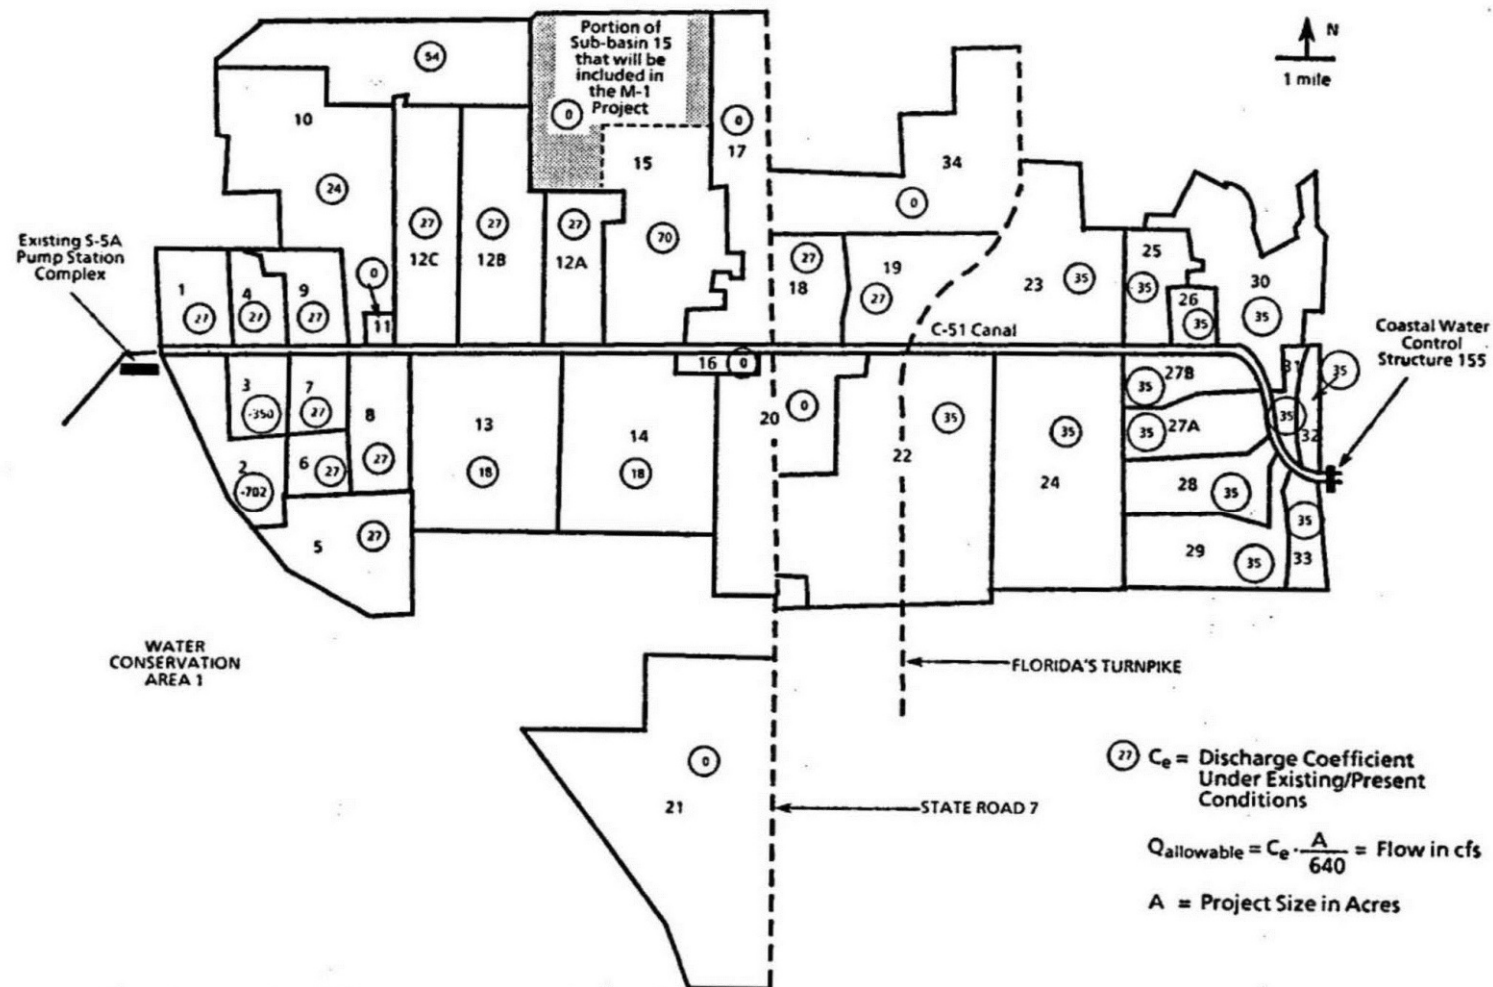 Portion of
Sub-basin 15
that will be
included in
the M-1
Project
N
1 mile
54
0
0
10
15
17
34
24
0
27
27
27
70
12C
12B
12A
0
Existing S-5A
Pump Station
Complex
1
27
4
27
9
27
11
27
18
19
27
23
35
25
35
26
35
30
35
C-51 Canal
Coastal Water
Control
Structure 155
16
0
3
-350
7
27
8
27
2
-702
6
27
5
27
13
18
14
18
20
0
22
35
24
35
27B
35
27A
35
28
35
29
35
31
35
32
35
33
35
WATER
CONSERVATION
AREA 1
FLORIDA'S TURNPIKE
21
0
STATE ROAD 7
27 Ce = Discharge Coefficient
Under Existing/Present
Conditions
Qallowable = Ce · A/640 = Flow in cfs
A = Project Size in Acres